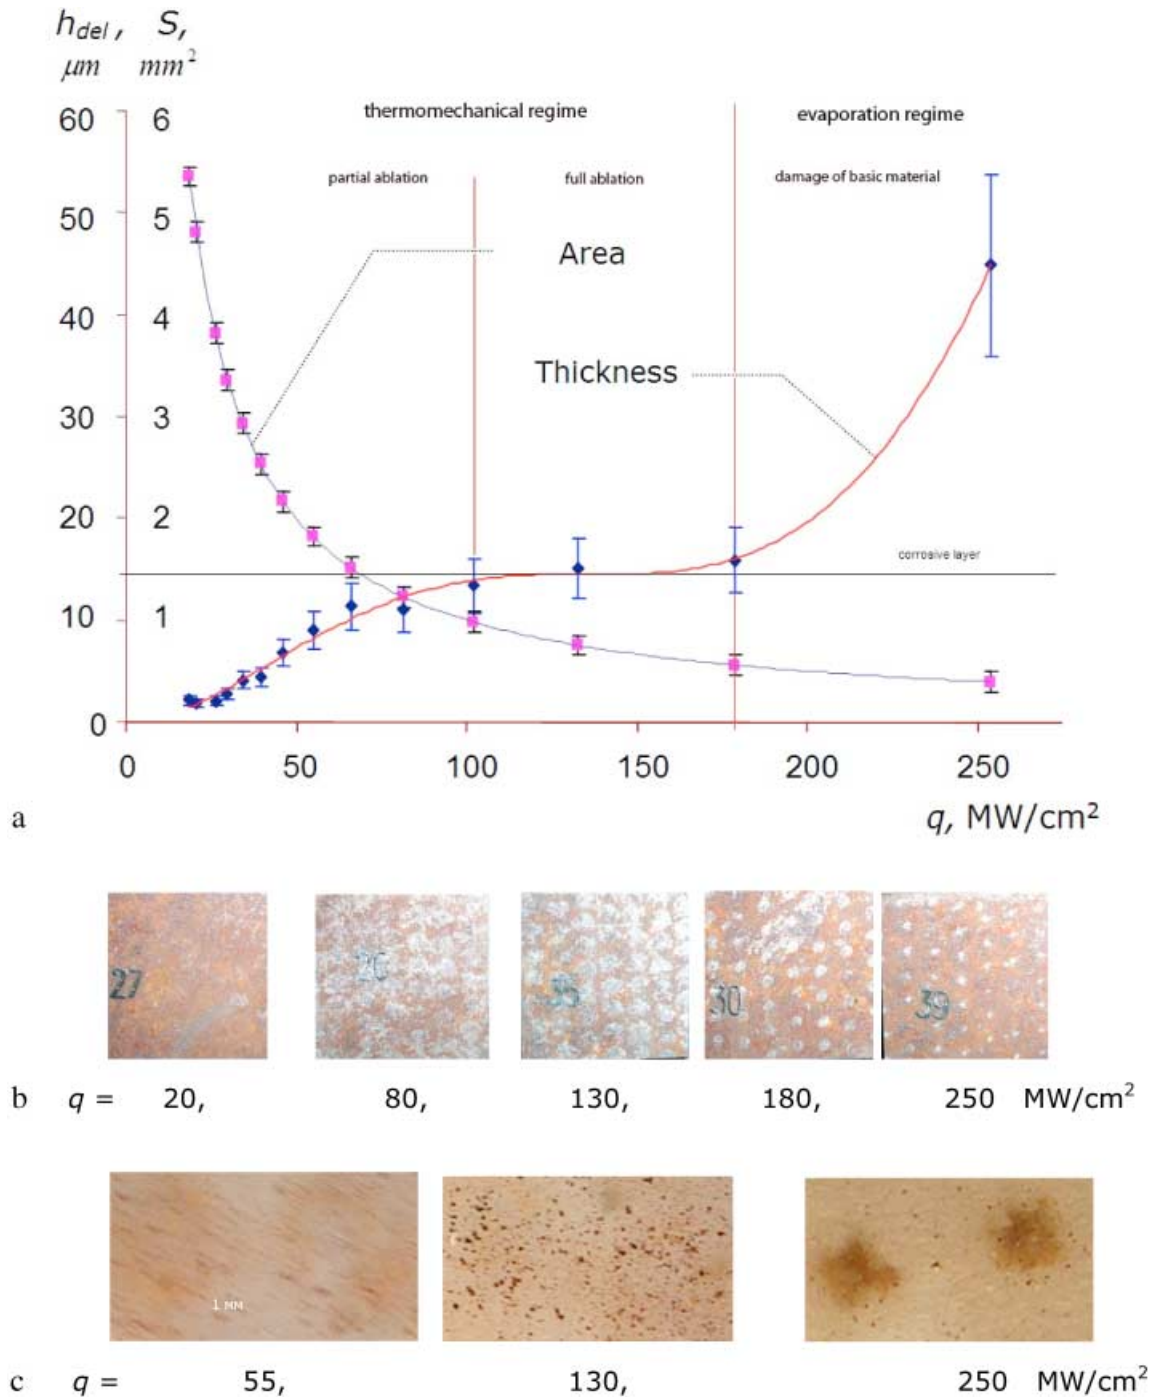 h_del, S,
μm mm²
thermomechanical regime evaporation regime
60 6
partial ablation full ablation damage of basic material
50 5
Area
40 4
Thickness
30 3
20 2
corrosive layer
10 1
0
0 50 100 150 200 250
a q, MW/cm²
27 26 35 30 39
b q = 20, 80, 130, 180, 250 MW/cm²
1 мм
c q = 55, 130, 250 MW/cm²